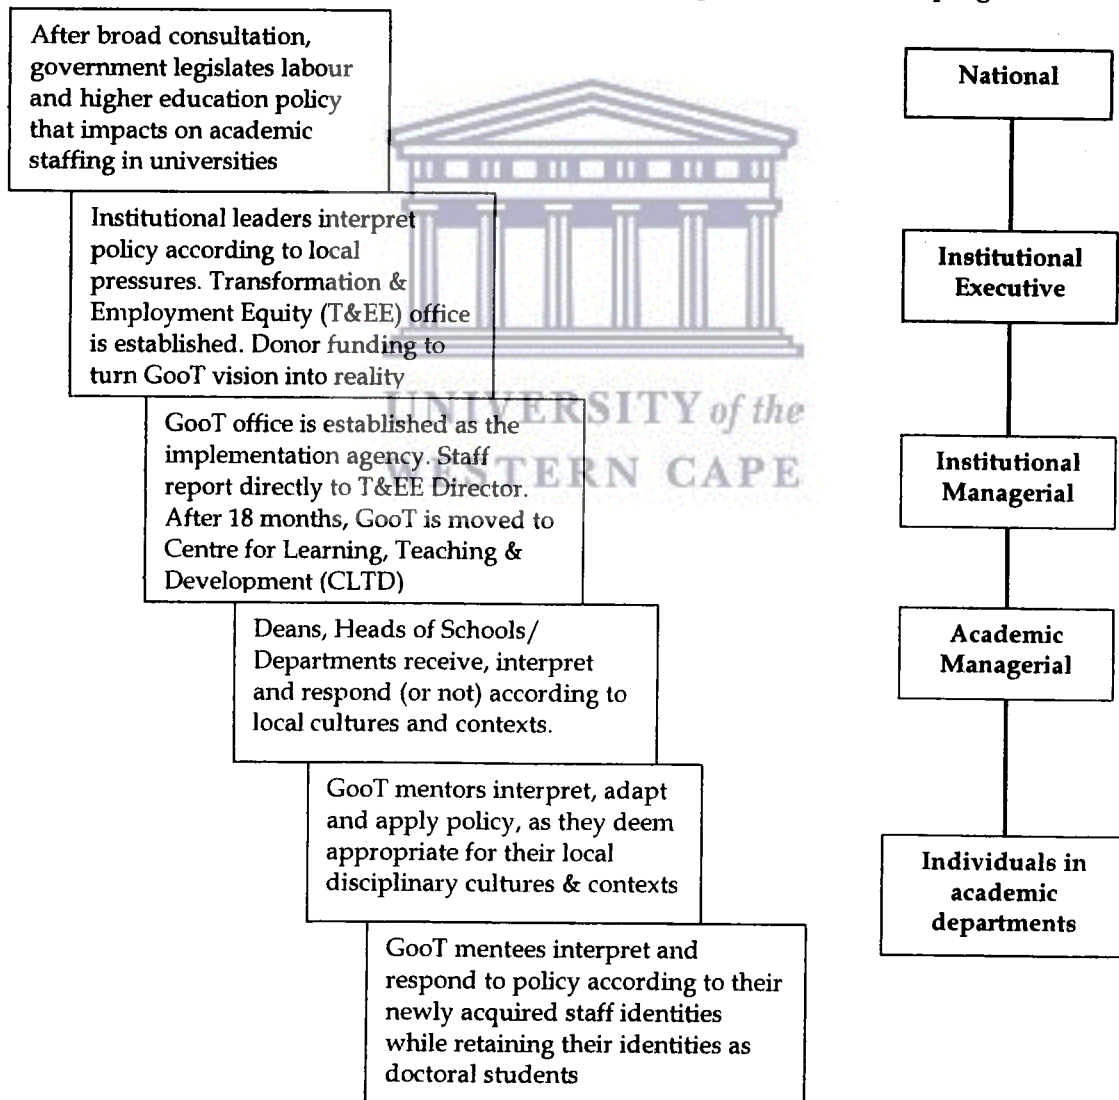 After broad consultation,
government legislates labour
and higher education policy
that impacts on academic
staffing in universities
Institutional leaders interpret
policy according to local
pressures. Transformation &
Employment Equity (T&EE) office
is established. Donor funding to
turn GooT vision into reality
GooT office is established as the
implementation agency. Staff
report directly to T&EE Director.
After 18 months, GooT is moved to
Centre for Learning, Teaching &
Development (CLTD)
Deans, Heads of Schools/
Departments receive, interpret
and respond (or not) according to
local cultures and contexts.
GooT mentors interpret, adapt
and apply policy, as they deem
appropriate for their local
disciplinary cultures & contexts
GooT mentees interpret and
respond to policy according to their
newly acquired staff identities
while retaining their identities as
doctoral students
National
Institutional
Executive
Institutional
Managerial
Academic
Managerial
Individuals in
academic
departments
UNIVERSITY of the
WESTERN CAPE